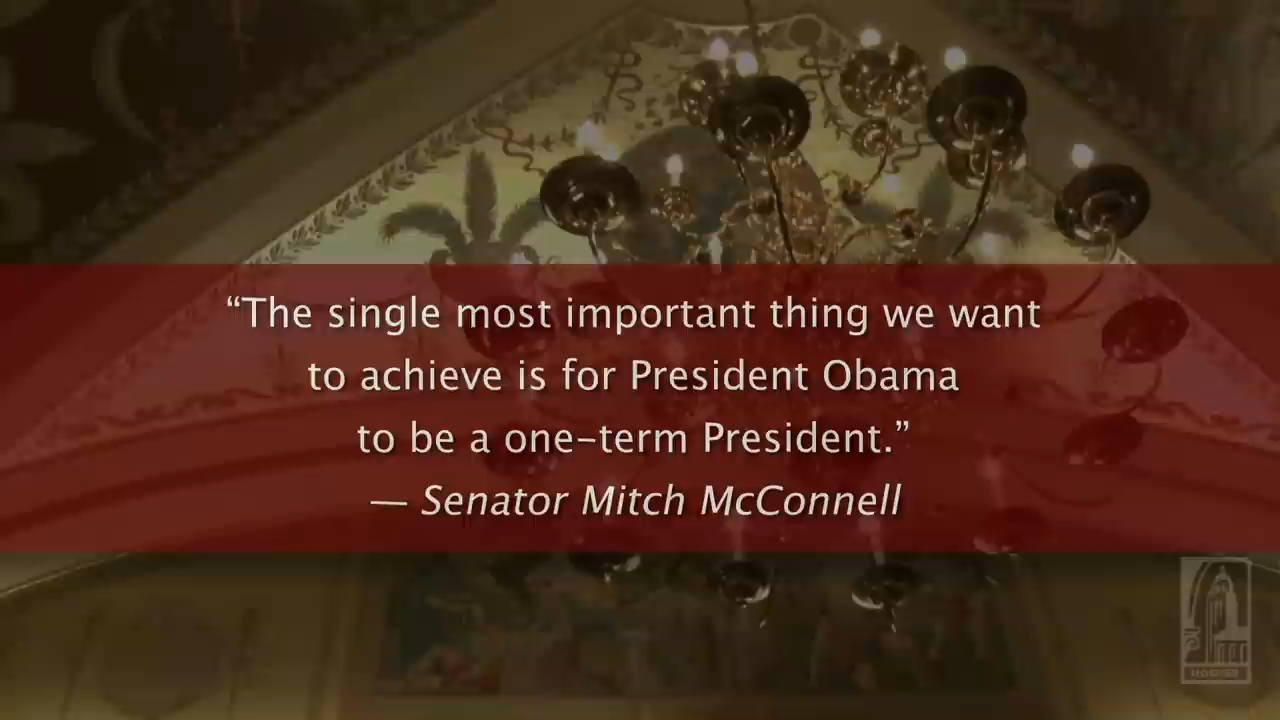 “The single most important thing we want
to achieve is for President Obama
to be a one-term President.”
— Senator Mitch McConnell